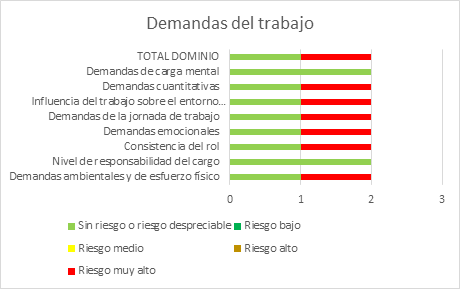 Demandas del trabajo
TOTAL DOMINIO
Demandas de carga mental
Demandas cuantitativas
Influencia del trabajo sobre el entorno...
Demandas de la jornada de trabajo
Demandas emocionales
Consistencia del rol
Nivel de responsabilidad del cargo
Demandas ambientales y de esfuerzo físico
0 1 2 3
Sin riesgo o riesgo despreciable Riesgo bajo
Riesgo medio Riesgo alto
Riesgo muy alto